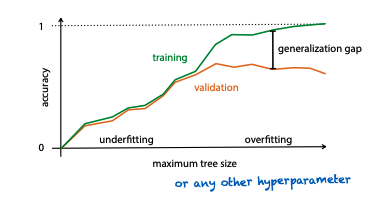 1
training
generalization gap
accuracy
validation
underfitting
overfitting
0
maximum tree size
or any other hyperparameter